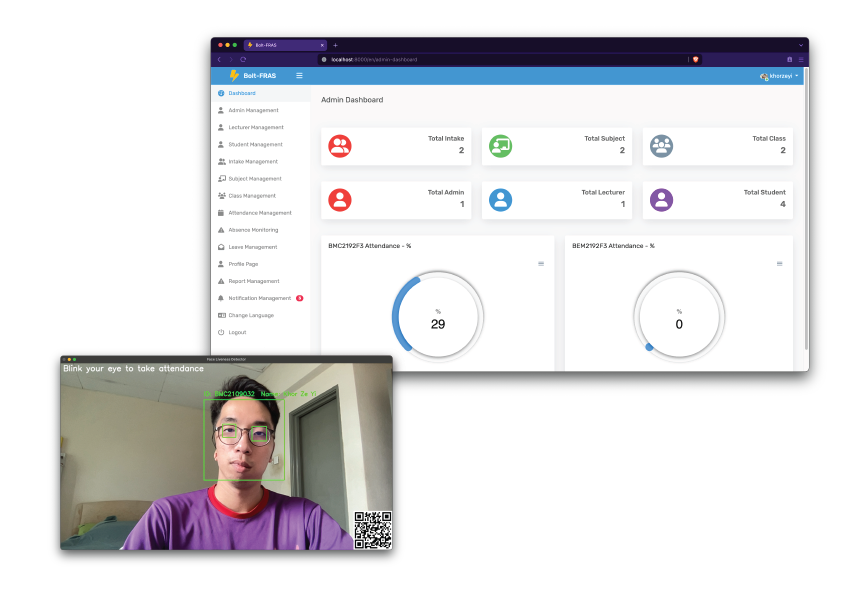 Bolt-FRAS
localhost:8000/en/admin-dashboard
Bolt-FRAS
khorzeyi
Dashboard
Admin Management
Lecturer Management
Student Management
Intake Management
Subject Management
Class Management
Attendance Management
Absence Monitoring
Leave Management
Profile Page
Report Management
Notification Management
Change Language
Logout
Admin Dashboard
Total Intake
2
Total Subject
2
Total Class
2
Total Admin
1
Total Lecturer
1
Total Student
4
BMC2192F3 Attendance - %
%
29
BEM2192F3 Attendance - %
%
0
Face Liveness Detector
Blink your eye to take attendance
ID: BMC2109032 Ze Yi